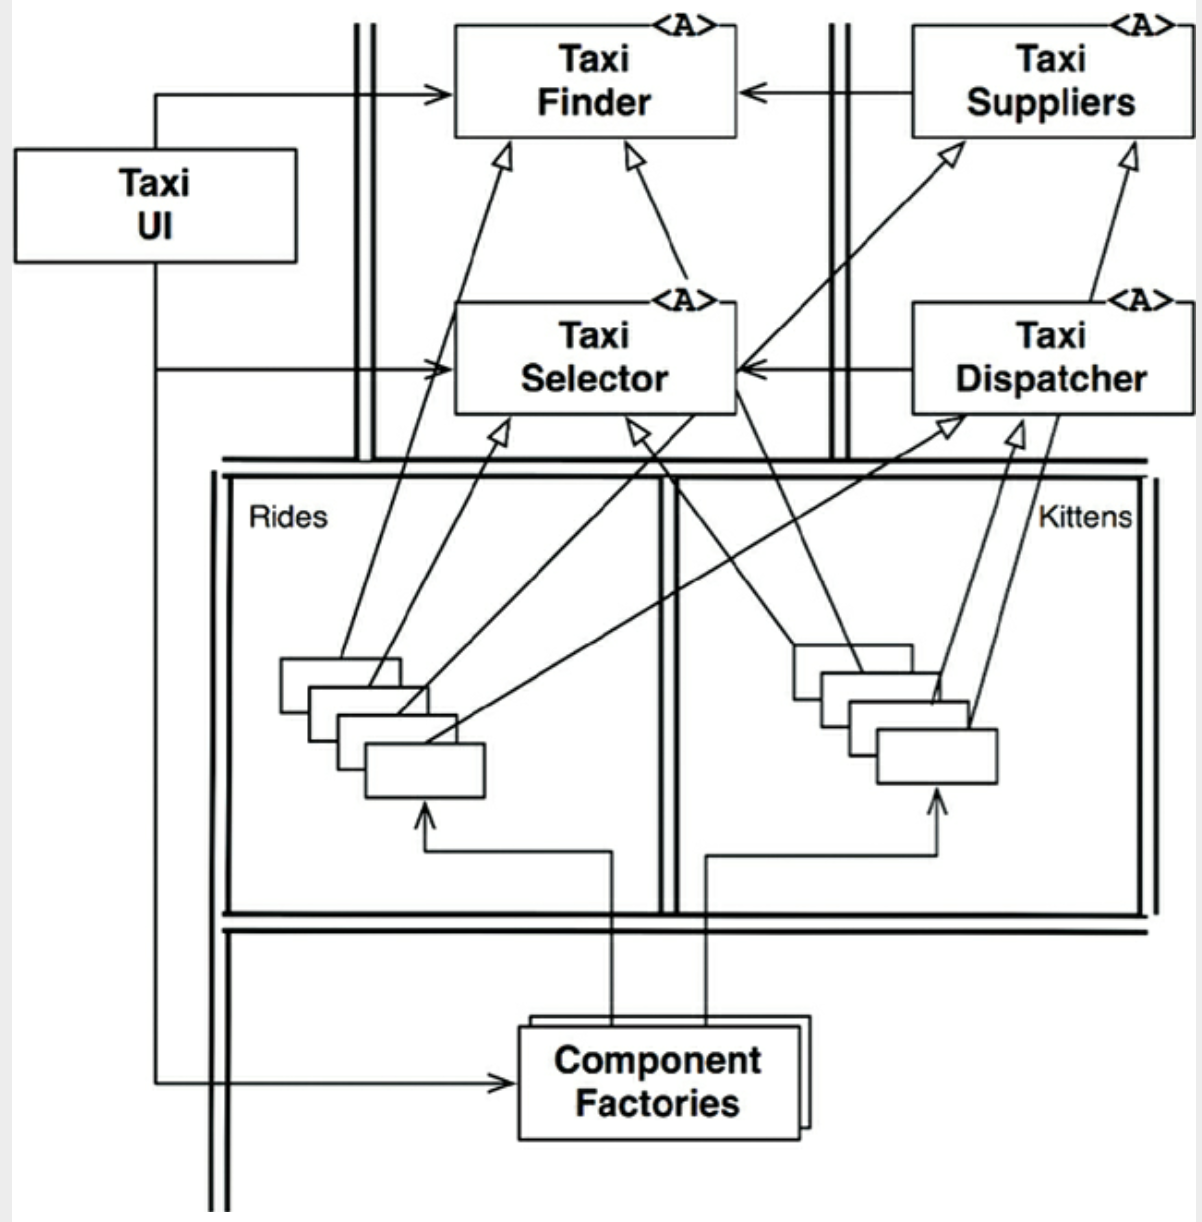 <A>
Taxi
Finder
<A>
Taxi
Suppliers
Taxi
UI
<A>
Taxi
Selector
<A>
Taxi
Dispatcher
Rides
Kittens
Component
Factories